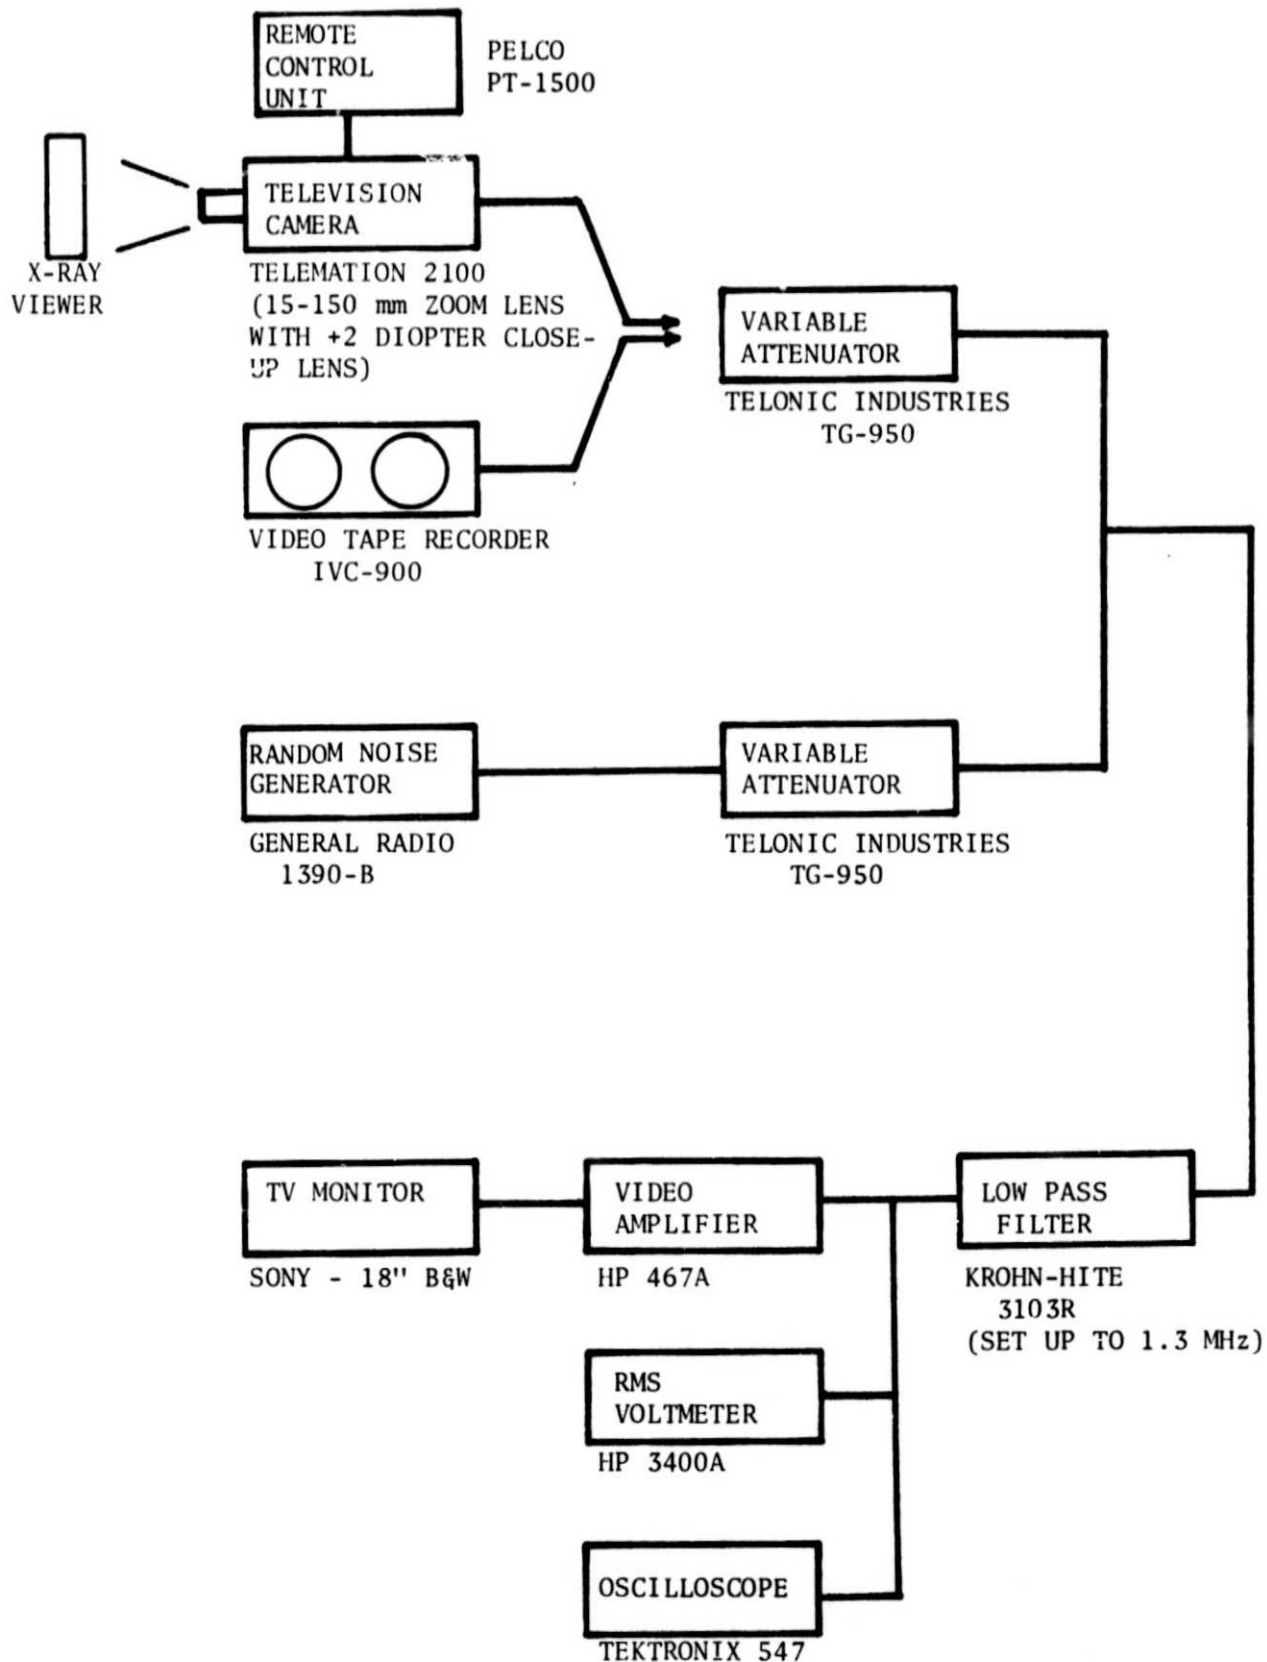 REMOTE
CONTROL
UNIT
PELCO
PT-1500
TELEVISION
CAMERA
X-RAY
VIEWER
TELEMATION 2100
(15-150 mm ZOOM LENS
WITH +2 DIOPTER CLOSE-
UP LENS)
VARIABLE
ATTENUATOR
TELONIC INDUSTRIES
TG-950
VIDEO TAPE RECORDER
IVC-900
RANDOM NOISE
GENERATOR
GENERAL RADIO
1390-B
VARIABLE
ATTENUATOR
TELONIC INDUSTRIES
TG-950
TV MONITOR
SONY - 18" B&W
VIDEO
AMPLIFIER
HP 467A
LOW PASS
FILTER
KROHN-HITE
3103R
(SET UP TO 1.3 MHz)
RMS
VOLTMETER
HP 3400A
OSCILLOSCOPE
TEKTRONIX 547